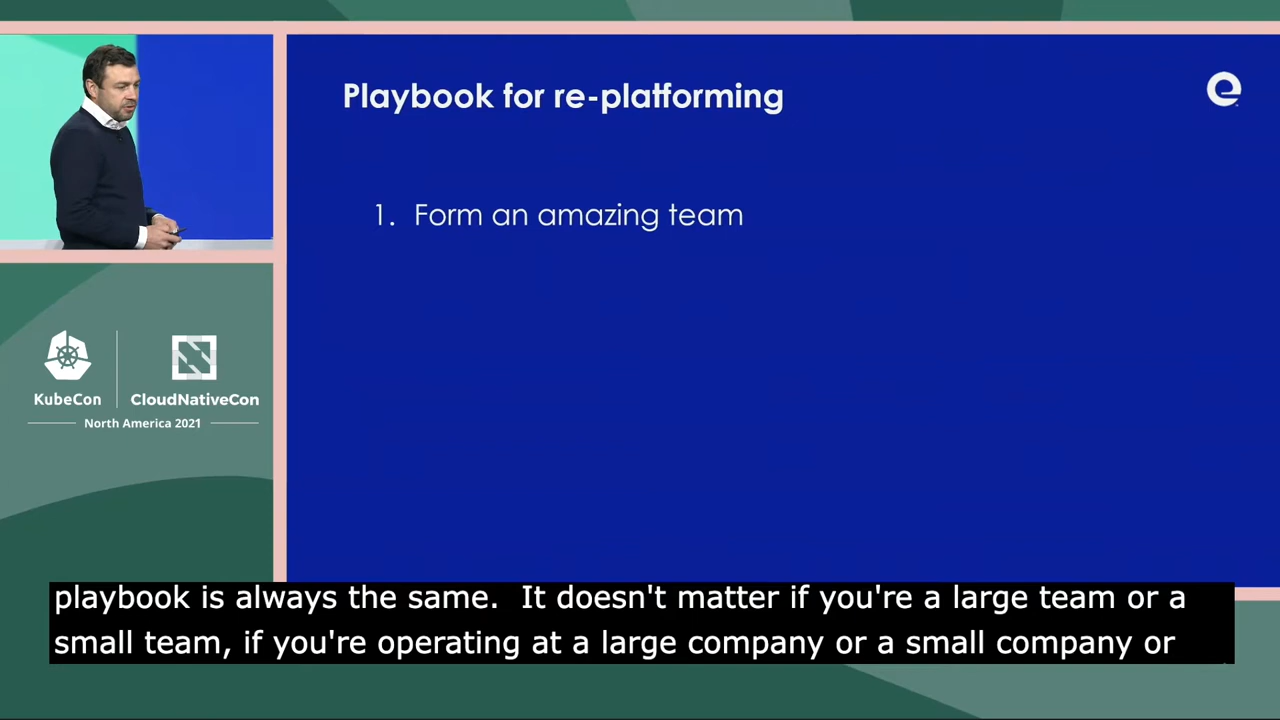 Playbook for re-platforming
1. Form an amazing team
KubeCon
CloudNativeCon
North America 2021
playbook is always the same. It doesn't matter if you're a large team or a
small team, if you're operating at a large company or a small company or